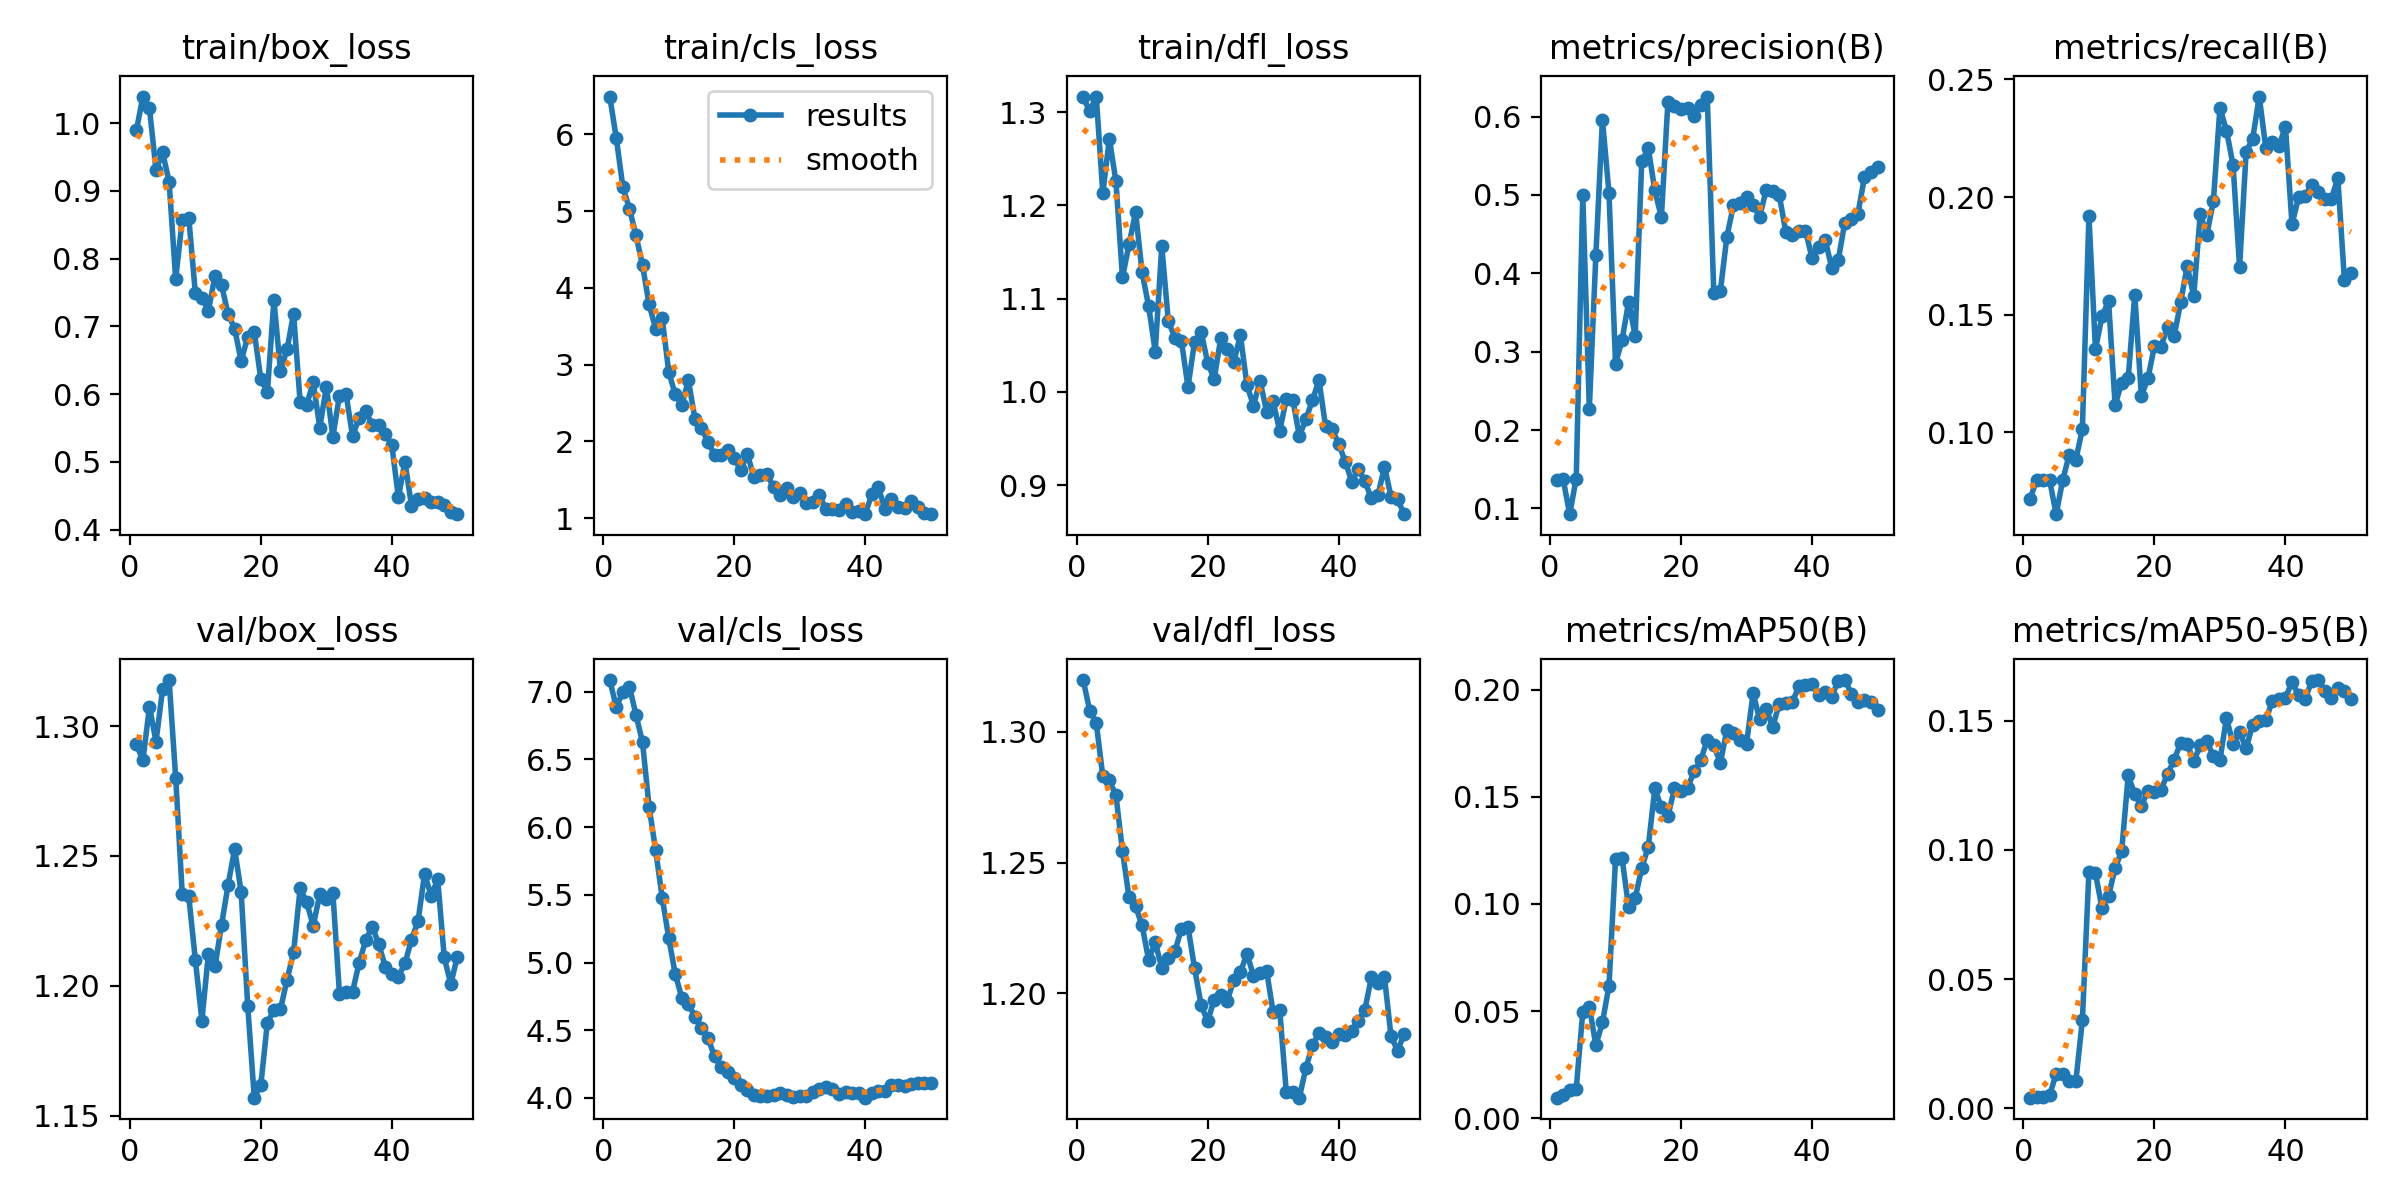 train/box_loss
train/cls_loss
train/dfl_loss
metrics/precision(B)
metrics/recall(B)
1.0
0.9
0.8
0.7
0.6
0.5
0.4
0 20 40
results
smooth
6
5
4
3
2
1
0 20 40
1.3
1.2
1.1
1.0
0.9
0 20 40
0.6
0.5
0.4
0.3
0.2
0.1
0 20 40
0.25
0.20
0.15
0.10
0 20 40
val/box_loss
val/cls_loss
val/dfl_loss
metrics/mAP50(B)
metrics/mAP50-95(B)
1.30
1.25
1.20
1.15
0 20 40
7.0
6.5
6.0
5.5
5.0
4.5
4.0
0 20 40
1.30
1.25
1.20
0 20 40
0.20
0.15
0.10
0.05
0.00
0 20 40
0.15
0.10
0.05
0.00
0 20 40